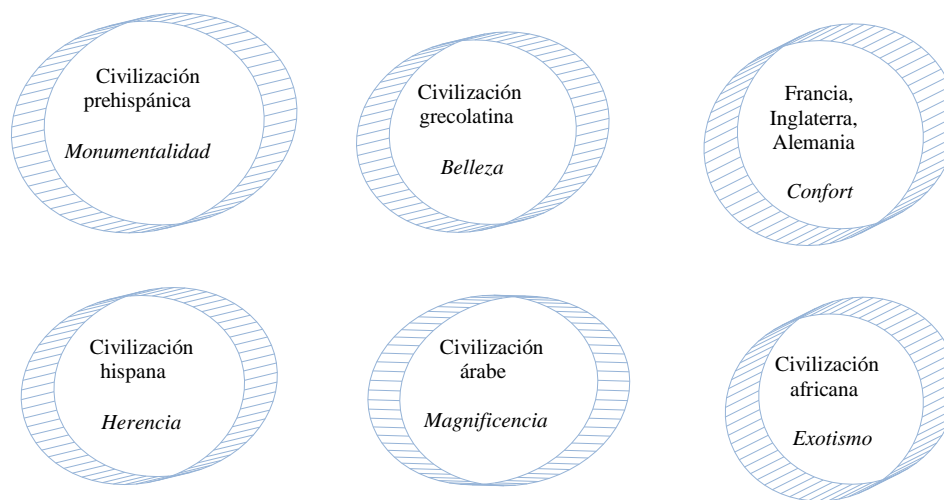 Civilización
prehispánica
Monumentalidad
Civilización
grecolatina
Belleza
Francia,
Inglaterra,
Alemania
Confort
Civilización
hispana
Herencia
Civilización
árabe
Magnificencia
Civilización
africana
Exotismo